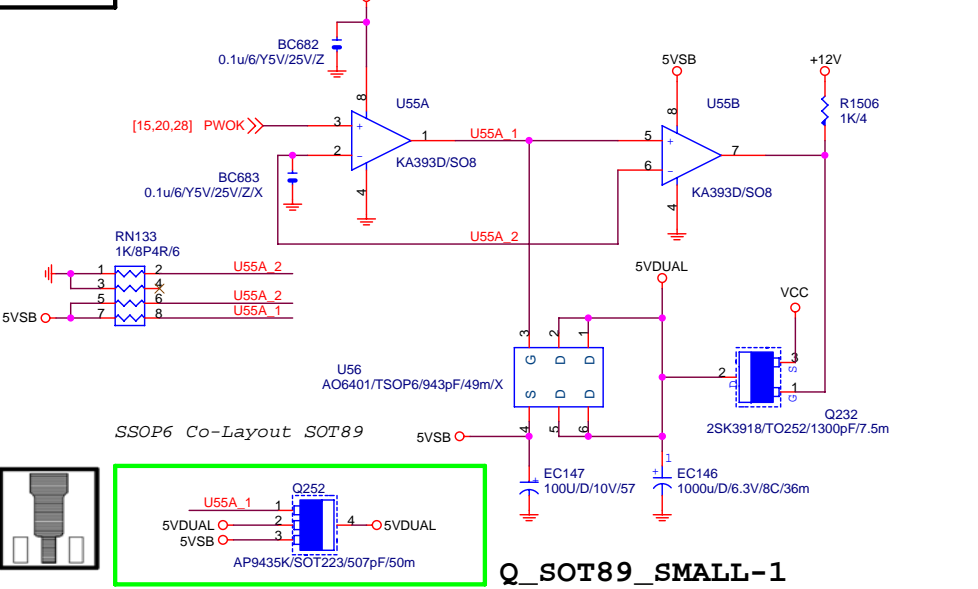 BC682
0.1u/6/Y5V/25V/Z
8
U55A
[15,20,28] PWOK
3
+
1
U55A_1
2
−
KA393D/SO8
4
BC683
0.1u/6/Y5V/25V/Z/X
U55A_2
5VSB
8
U55B
5
+
7
6
−
KA393D/SO8
4
+12V
R1506
1K/4
RN133
1K/8P4R/6
1
2
U55A_2
3
4
5
6
U55A_2
5VSB
7
8
U55A_1
5VDUAL
VCC
3
2
1
G
D
D
S
D
D
U56
AO6401/TSOP6/943pF/49m/X
5VSB
4
5
6
2
D
3
S
1
G
Q232
2SK3918/TO252/1300pF/7.5m
+
EC147
100U/D/10V/57
1
+
EC146
1000u/D/6.3V/8C/36m
SSOP6 Co-Layout SOT89
Q252
U55A_1
1
5VDUAL
2
4
5VDUAL
5VSB
3
AP9435K/SOT223/507pF/50m
Q_SOT89_SMALL-1